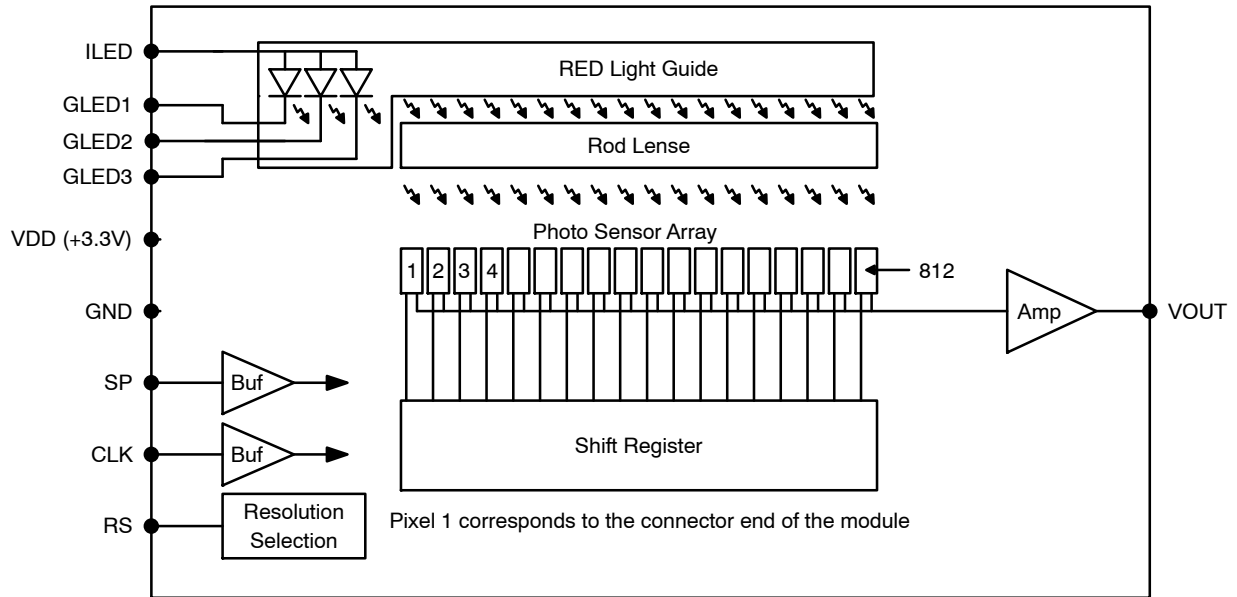 ILED
RED Light Guide
GLED1
GLED2
Rod Lense
GLED3
VDD (+3.3V)
Photo Sensor Array
1 2 3 4
812
GND
Amp
VOUT
SP
Buf
CLK
Buf
Shift Register
RS
Resolution
Selection
Pixel 1 corresponds to the connector end of the module